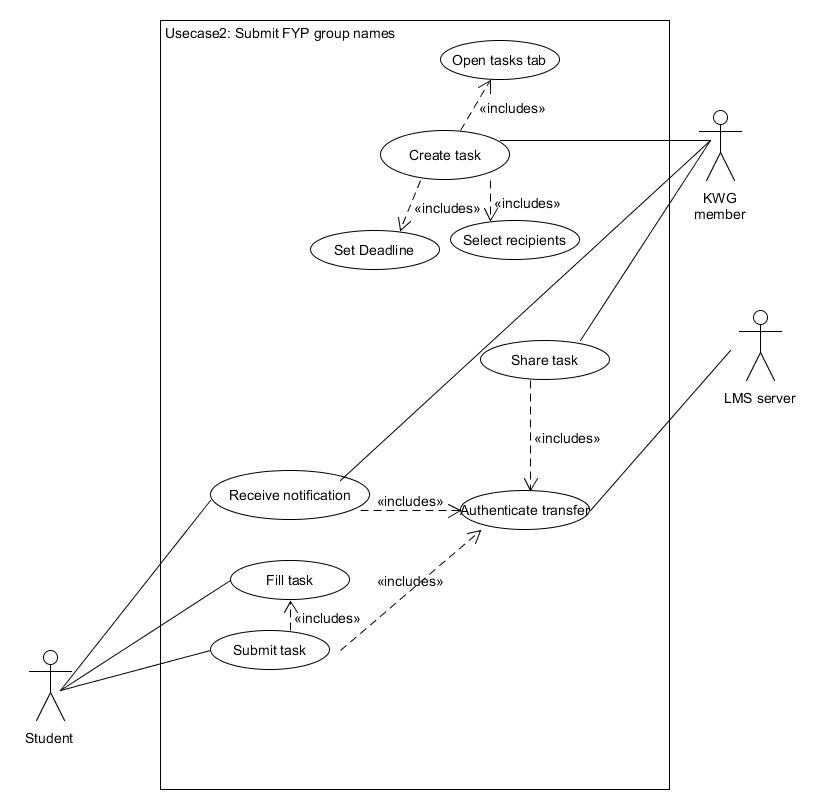 Usecase2: Submit FYP group names
Open tasks tab
«includes»
Create task
«includes»
«includes»
Set Deadline
Select recipients
KWG
member
Share task
LMS server
«includes»
Receive notification
«includes»
Authenticate transfer
Fill task
«includes»
«includes»
Submit task
Student